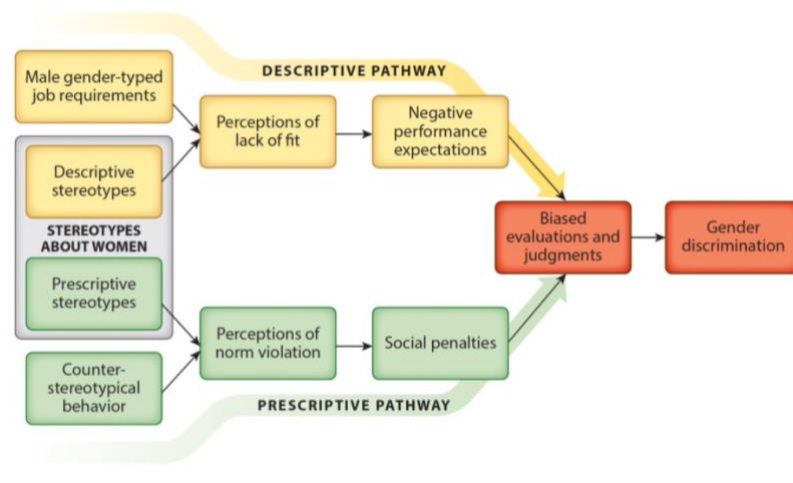 DESCRIPTIVE PATHWAY
Male gender-typed
job requirements
Perceptions of
lack of fit
Negative
performance
expectations
Descriptive
stereotypes
STEREOTYPES
ABOUT WOMEN
Prescriptive
stereotypes
Biased
evaluations and
judgments
Gender
discrimination
Perceptions of
norm violation
Social penalties
Counter-
stereotypical
behavior
PRESCRIPTIVE PATHWAY